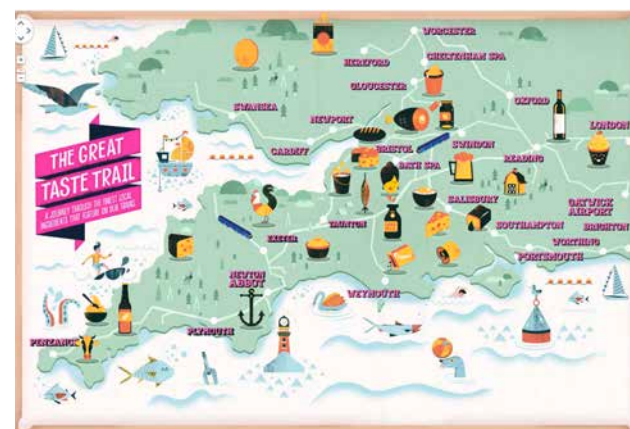 WORCESTER
HEREFORD
CHELTENHAM SPA
GLOUCESTER
OXFORD
SWANSEA
NEWPORT
LONDON
CARDIFF
BRISTOL
SWINDON
BATH SPA
READING
THE GREAT
TASTE TRAIL
A JOURNEY THROUGH THE FINEST LOCAL
INGREDIENTS THAT FEATURE ON OUR TRAINS
SALISBURY
GATWICK
AIRPORT
TAUNTON
SOUTHAMPTON
BRIGHTON
EXETER
WORTHING
PORTSMOUTH
NEWTON
ABBOT
WEYMOUTH
PLYMOUTH
PENZANCE